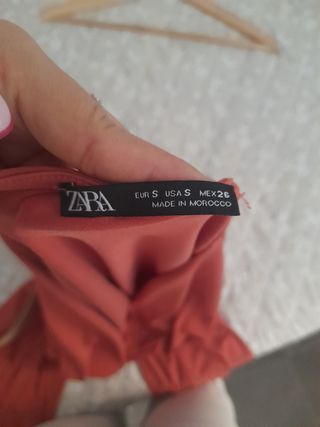 ZARA
EUR S USA S MEX 26
MADE IN MOROCCO